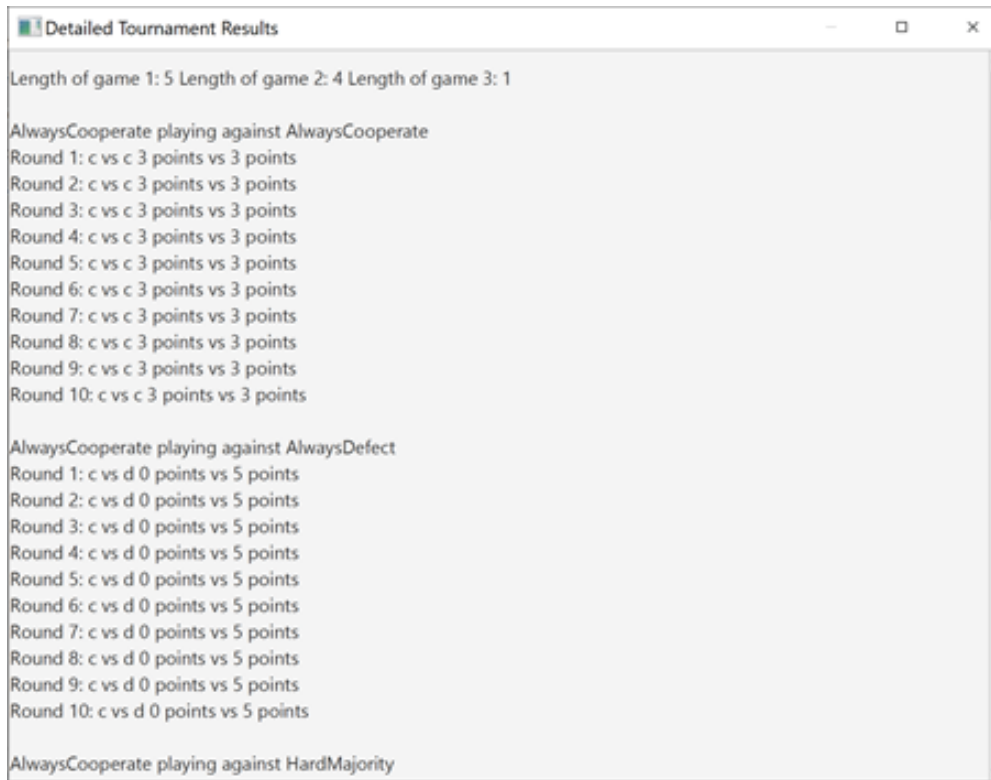 Detailed Tournament Results
Length of game 1: 5 Length of game 2: 4 Length of game 3: 1
AlwaysCooperate playing against AlwaysCooperate
Round 1: c vs c 3 points vs 3 points
Round 2: c vs c 3 points vs 3 points
Round 3: c vs c 3 points vs 3 points
Round 4: c vs c 3 points vs 3 points
Round 5: c vs c 3 points vs 3 points
Round 6: c vs c 3 points vs 3 points
Round 7: c vs c 3 points vs 3 points
Round 8: c vs c 3 points vs 3 points
Round 9: c vs c 3 points vs 3 points
Round 10: c vs c 3 points vs 3 points
AlwaysCooperate playing against AlwaysDefect
Round 1: c vs d 0 points vs 5 points
Round 2: c vs d 0 points vs 5 points
Round 3: c vs d 0 points vs 5 points
Round 4: c vs d 0 points vs 5 points
Round 5: c vs d 0 points vs 5 points
Round 6: c vs d 0 points vs 5 points
Round 7: c vs d 0 points vs 5 points
Round 8: c vs d 0 points vs 5 points
Round 9: c vs d 0 points vs 5 points
Round 10: c vs d 0 points vs 5 points
AlwaysCooperate playing against HardMajority